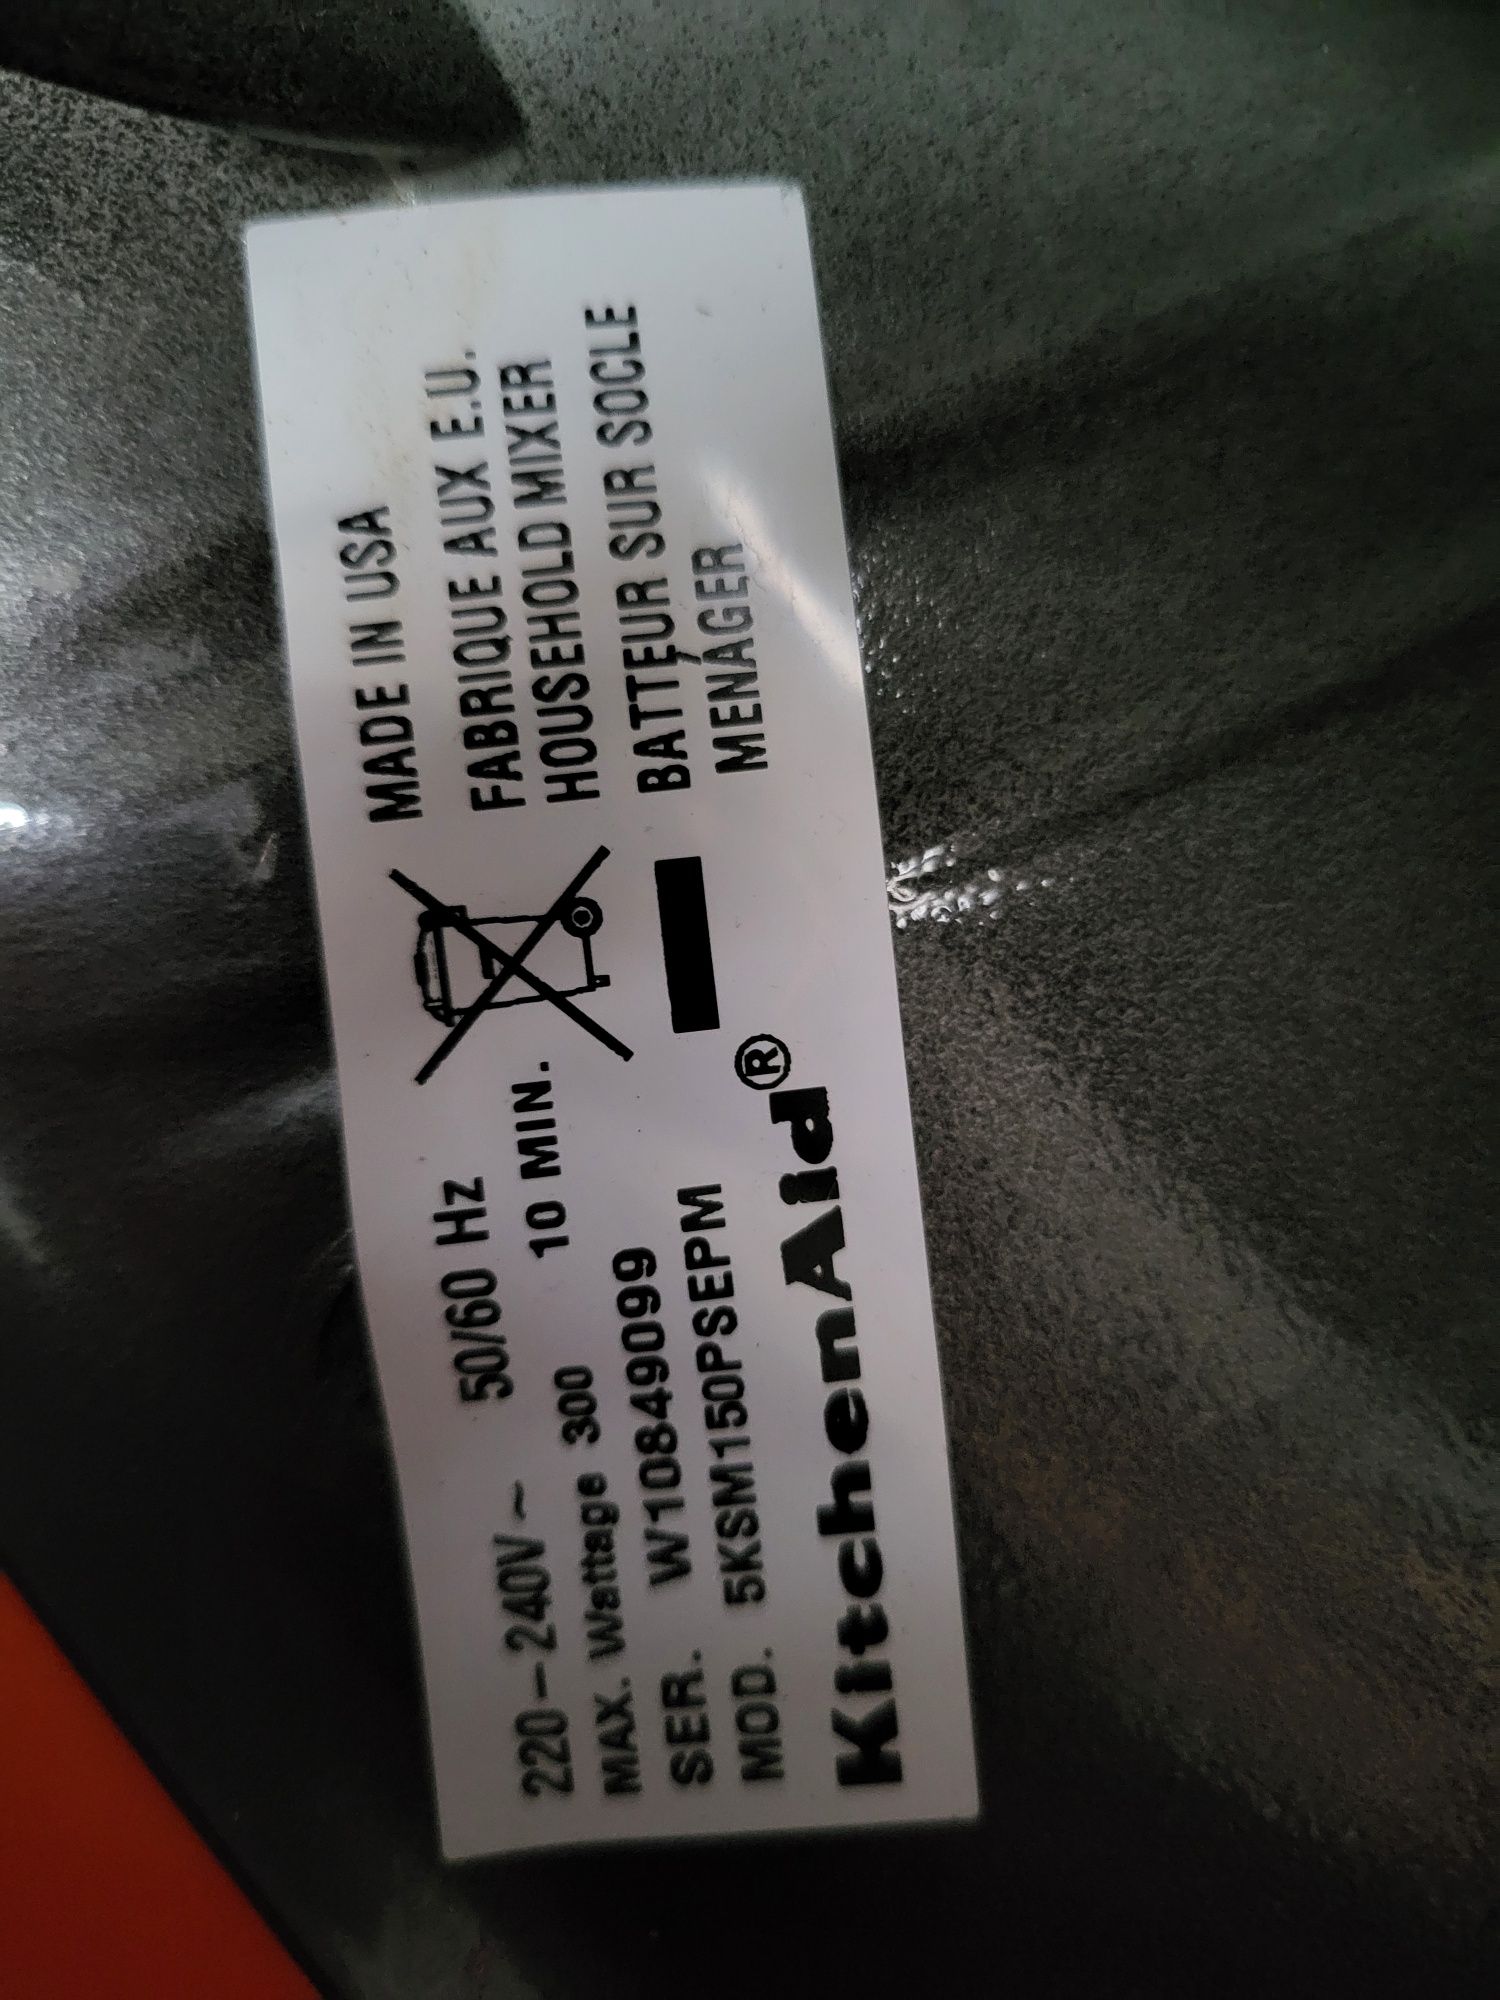 220–240V~ 50/60 Hz
MAX. Wattage 300 10 MIN.
SER. W10849099
MOD. 5KSM150PSEPM
KitchenAid®
MADE IN USA
FABRIQUE AUX E.U.
HOUSEHOLD MIXER
BATTEUR SUR SOCLE
MENÁGER